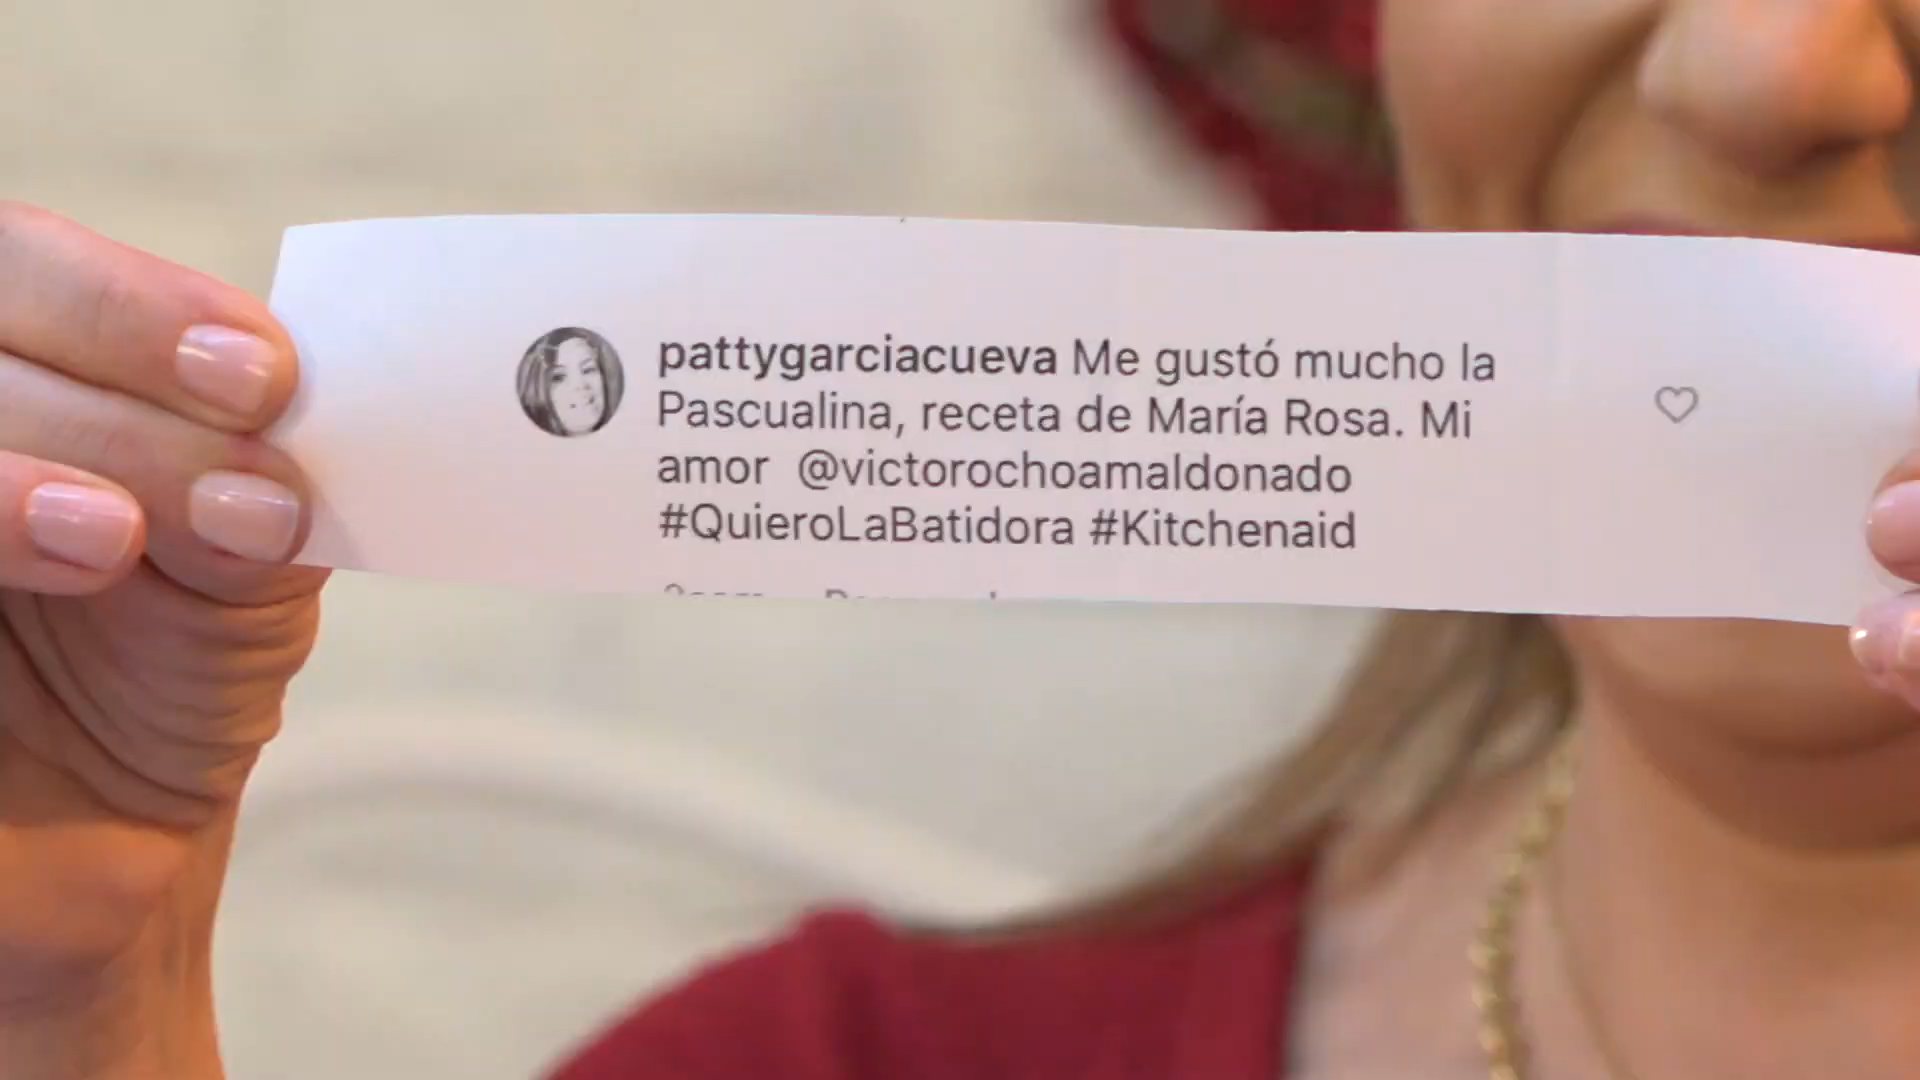 pattygarciacueva Me gustó mucho la
Pascualina, receta de María Rosa. Mi
amor @victorochoamaldonado
#QuieroLaBatidora #Kitchenaid